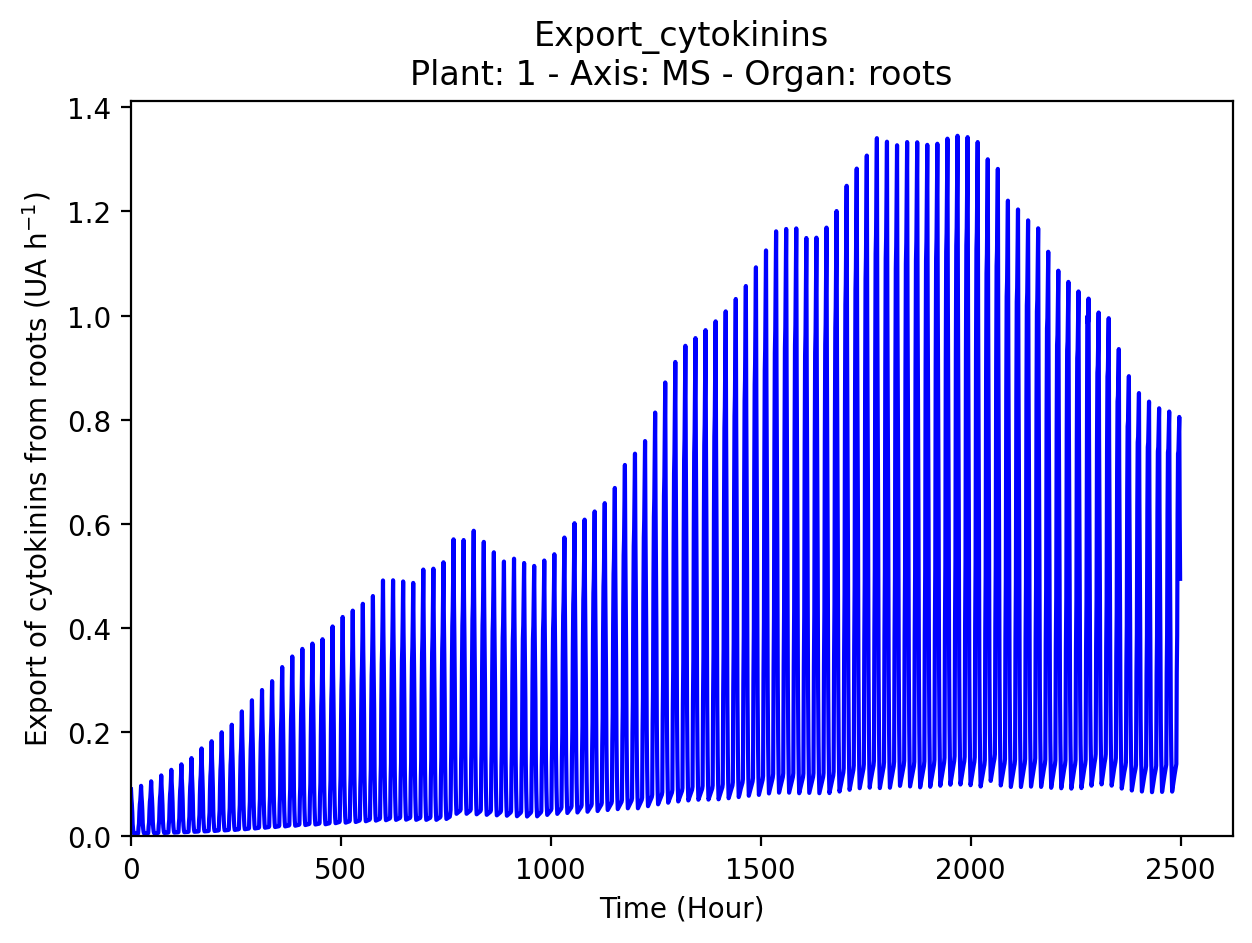 Export_cytokinins
Plant: 1 - Axis: MS - Organ: roots
Export of cytokinins from roots (UA h⁻¹)
1.4
1.2
1.0
0.8
0.6
0.4
0.2
0.0
0 500 1000 1500 2000 2500
Time (Hour)